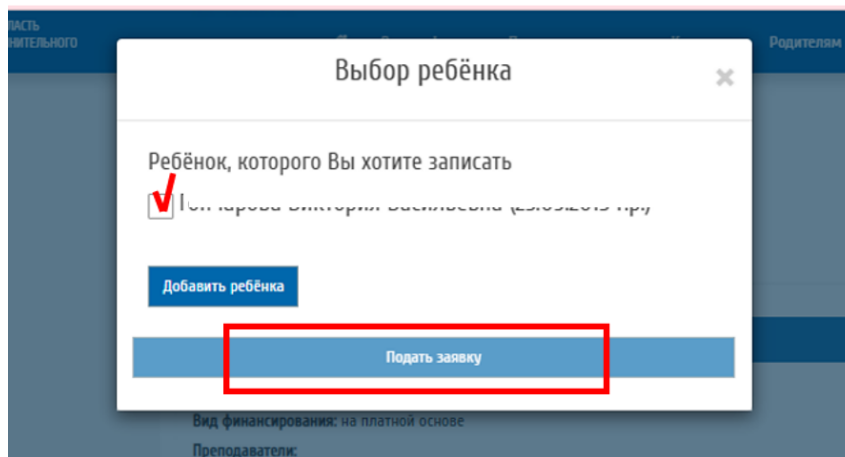 ЛАСТЬ
НИТЕЛЬНОГО
Родителям
Выбор ребёнка
Ребёнок, которого Вы хотите записать
Добавить ребёнка
Подать заявку
Вид финансирования: на платной основе
Преподаватели: